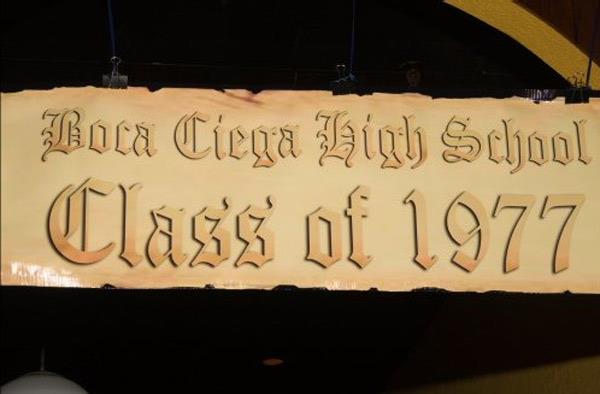 Boca Ciega High School
Class of 1977